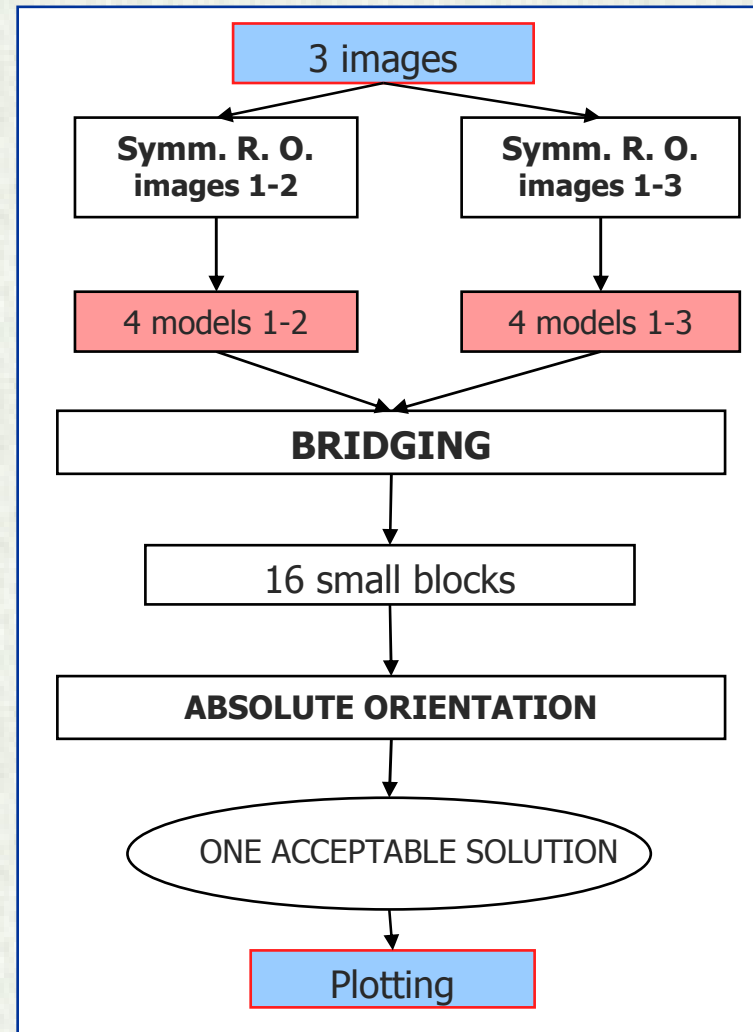 3 images
Symm. R. O.
images 1-2
Symm. R. O.
images 1-3
4 models 1-2
4 models 1-3
BRIDGING
16 small blocks
ABSOLUTE ORIENTATION
ONE ACCEPTABLE SOLUTION
Plotting